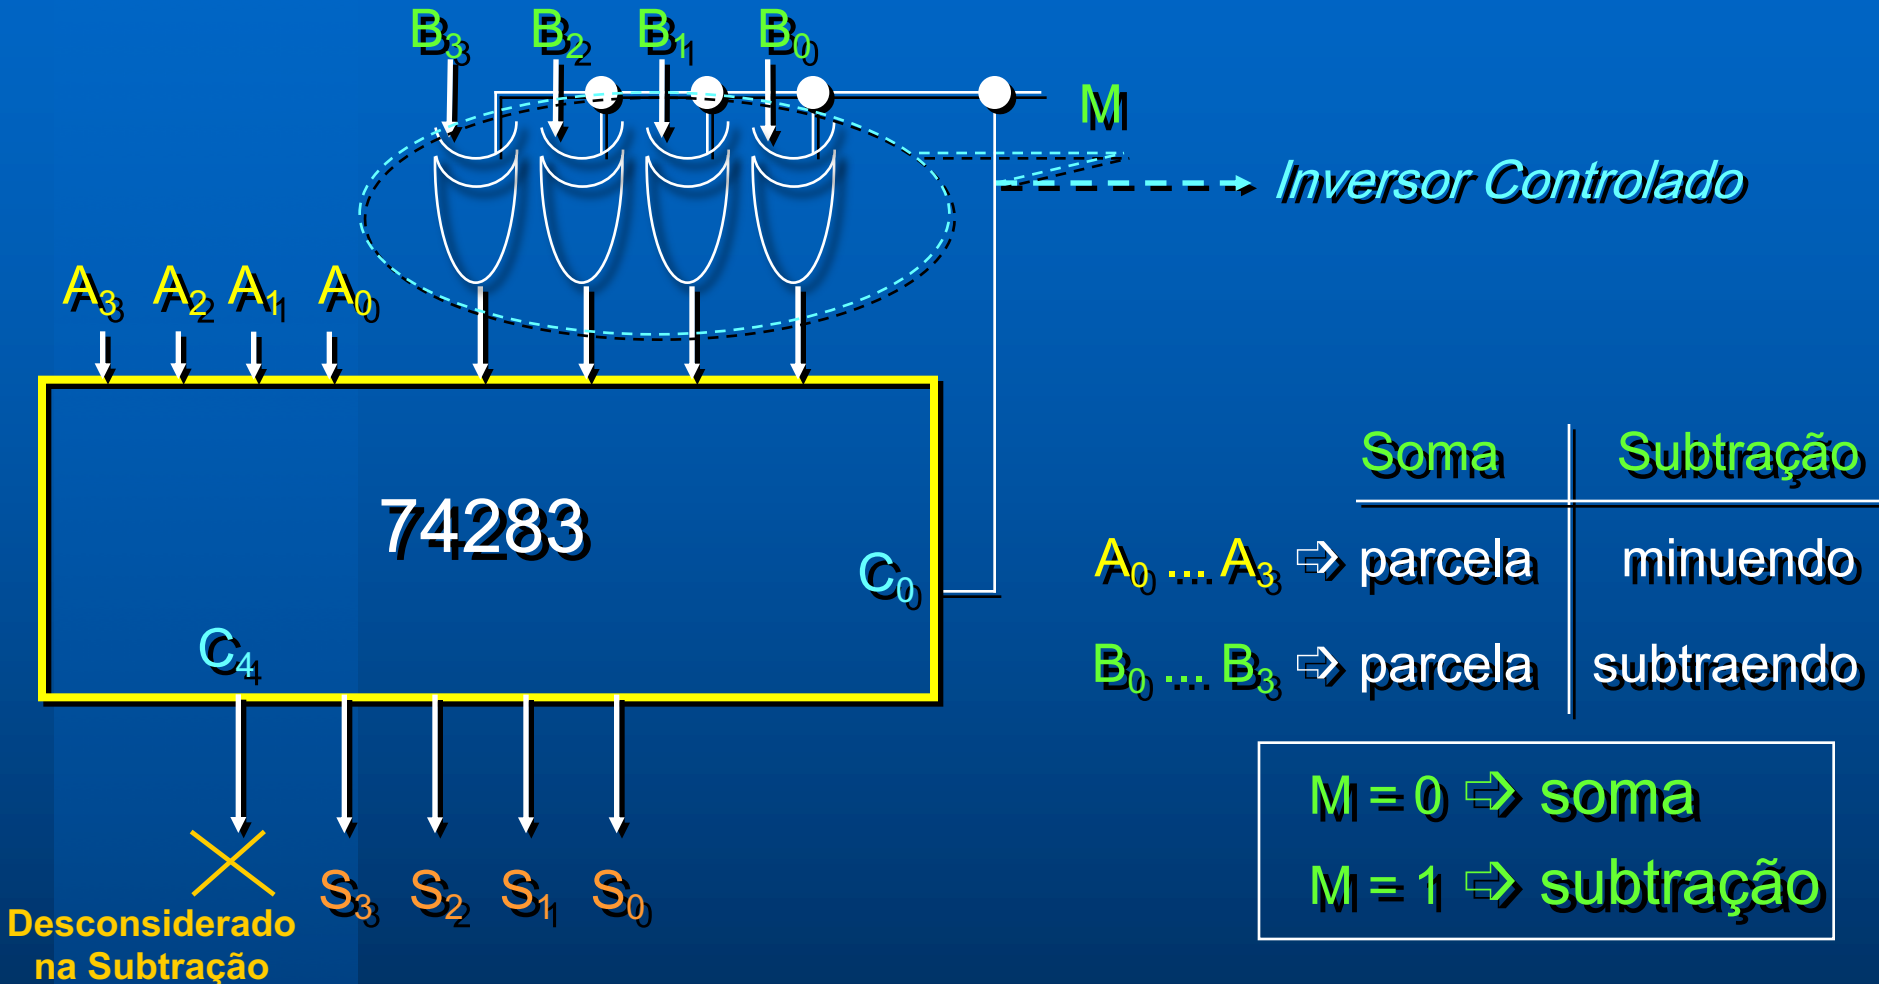 B3 B2 B1 B0
M
Inversor Controlado
A3 A2 A1 A0
74283
C0
C4
S3 S2 S1 S0
Desconsiderado
na Subtração
Soma Subtração
A0 ... A3 ➩ parcela minuendo
B0 ... B3 ➩ parcela subtraendo
M = 0 ➩ soma
M = 1 ➩ subtração